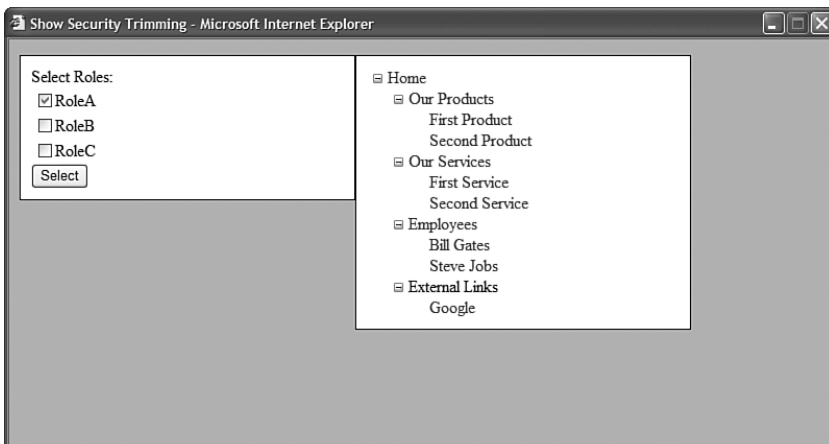 Show Security Trimming - Microsoft Internet Explorer
Select Roles:
RoleA
RoleB
RoleC
Select
Home
Our Products
First Product
Second Product
Our Services
First Service
Second Service
Employees
Bill Gates
Steve Jobs
External Links
Google